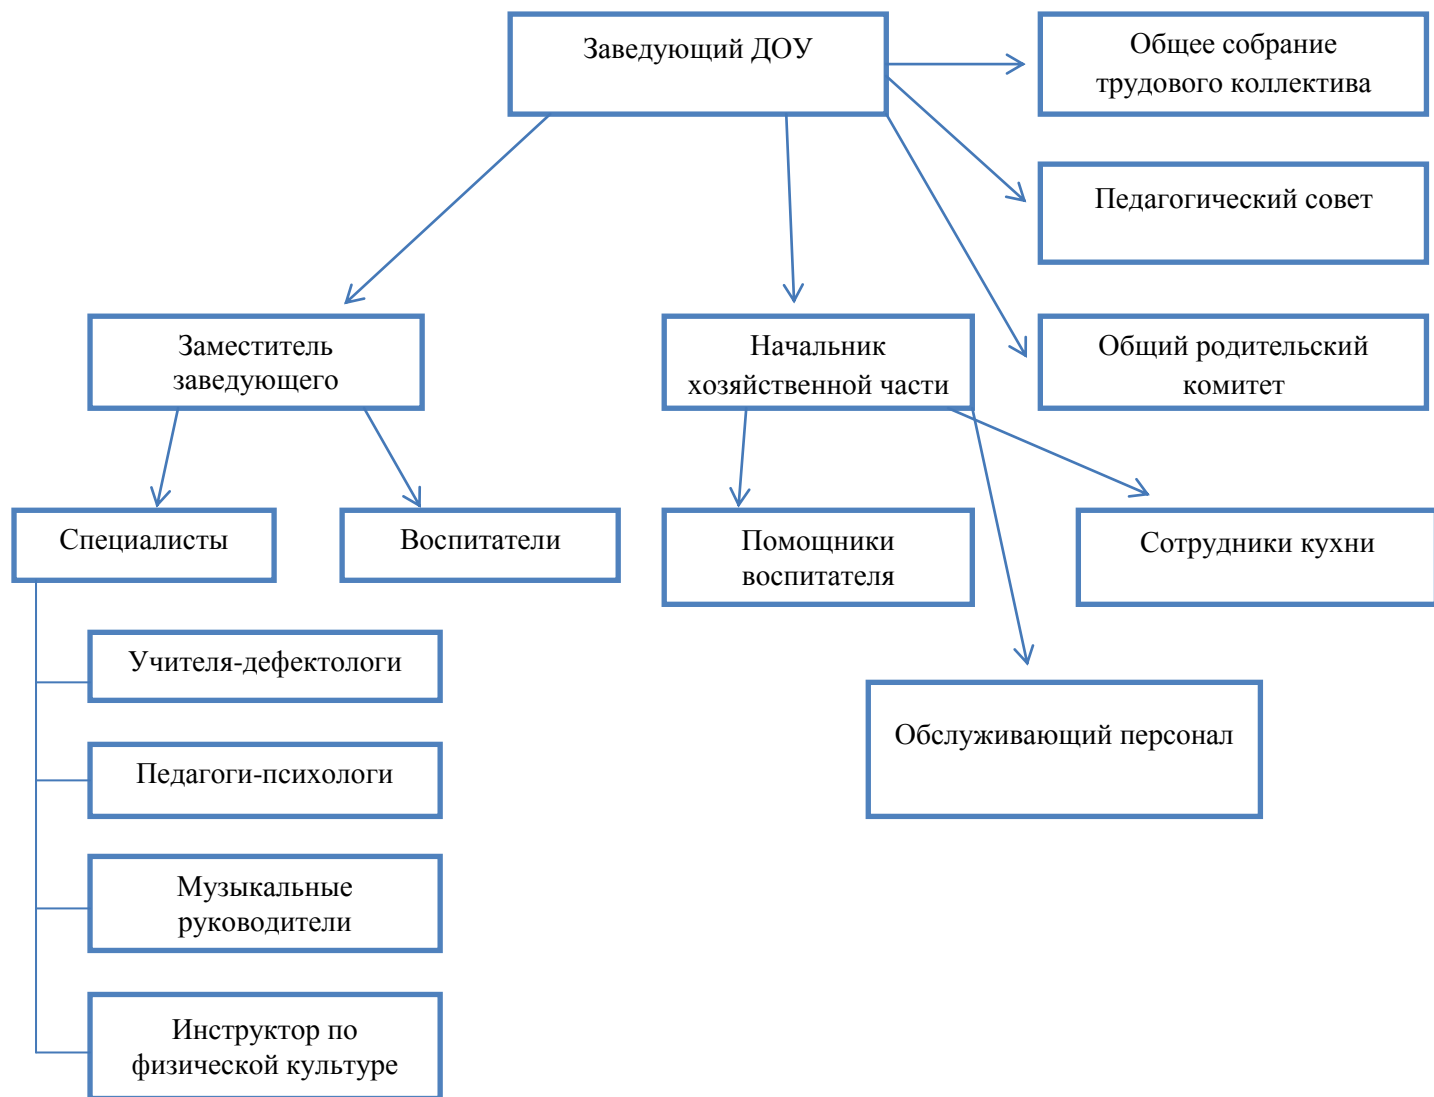 Заведующий ДОУ
Общее собрание
трудового коллектива
Педагогический совет
Заместитель
заведующего
Начальник
хозяйственной части
Общий родительский
комитет
Специалисты
Воспитатели
Помощники
воспитателя
Сотрудники кухни
Учителя-дефектологи
Обслуживающий персонал
Педагоги-психологи
Музыкальные
руководители
Инструктор по
физической культуре